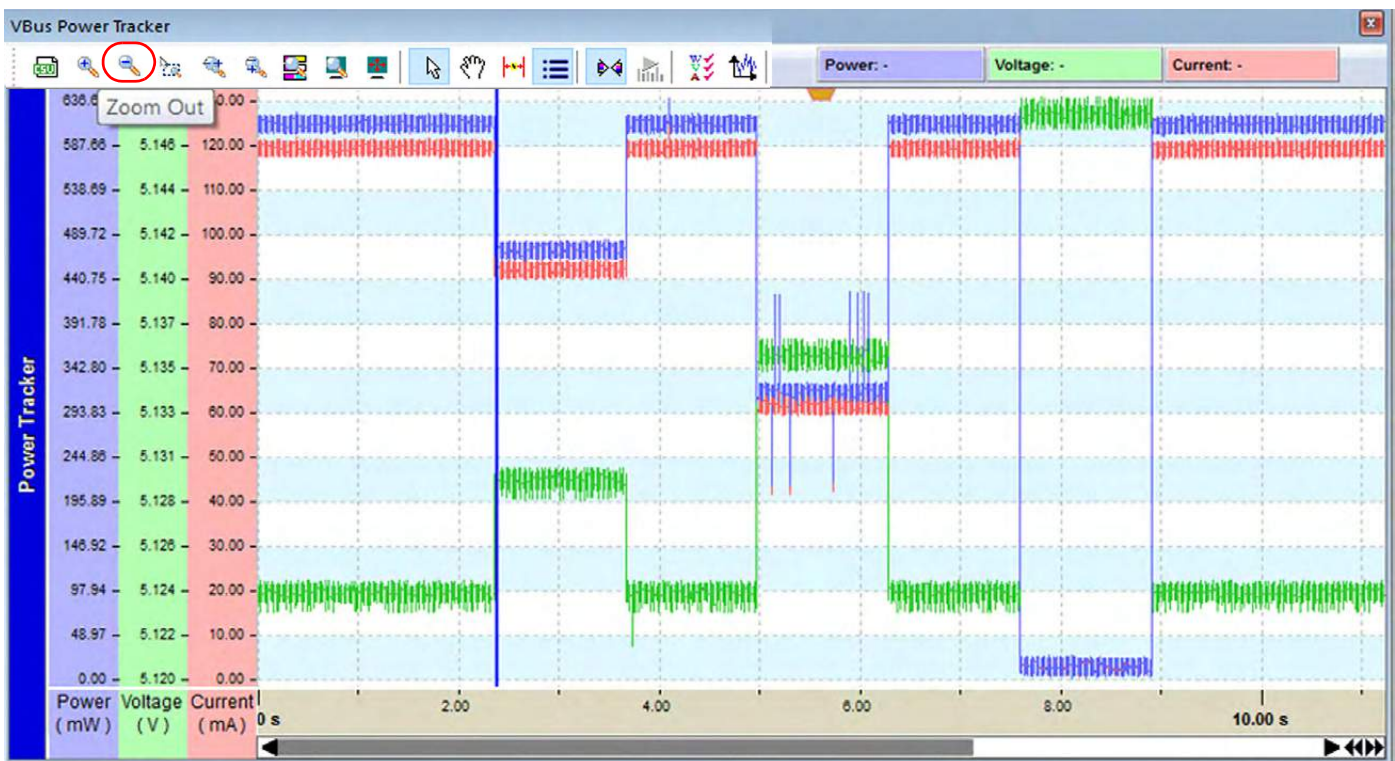 VBus Power Tracker
Zoom Out
Power: - Voltage: - Current: -
587.66 5.146 120.00
538.69 5.144 110.00
489.72 5.142 100.00
440.75 5.140 90.00
391.78 5.137 80.00
342.80 5.135 70.00
293.83 5.133 60.00
244.86 5.131 50.00
195.89 5.128 40.00
146.92 5.126 30.00
97.94 5.124 20.00
48.97 5.122 10.00
0.00 5.120 0.00
Power Tracker
Power Voltage Current
(mW) (V) (mA)
0 s 2.00 4.00 6.00 8.00 10.00 s